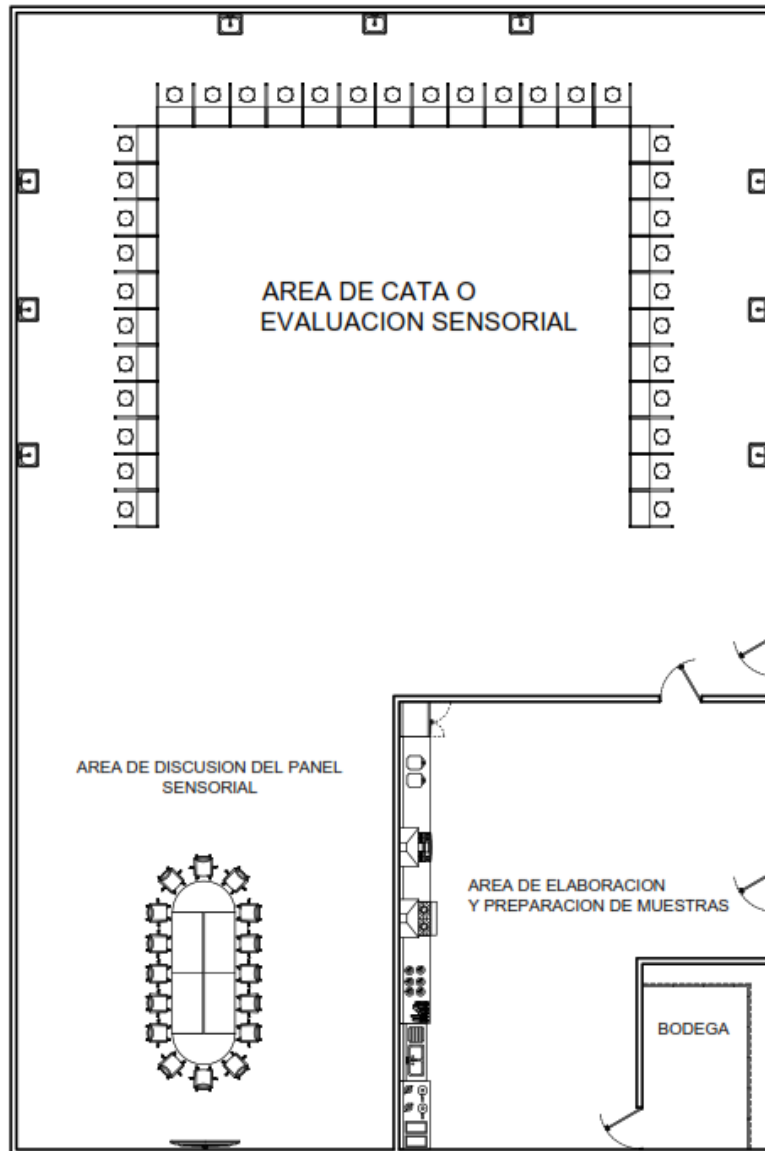 AREA DE CATA O
EVALUACION SENSORIAL
AREA DE DISCUSION DEL PANEL
SENSORIAL
AREA DE ELABORACION
Y PREPARACION DE MUESTRAS
BODEGA